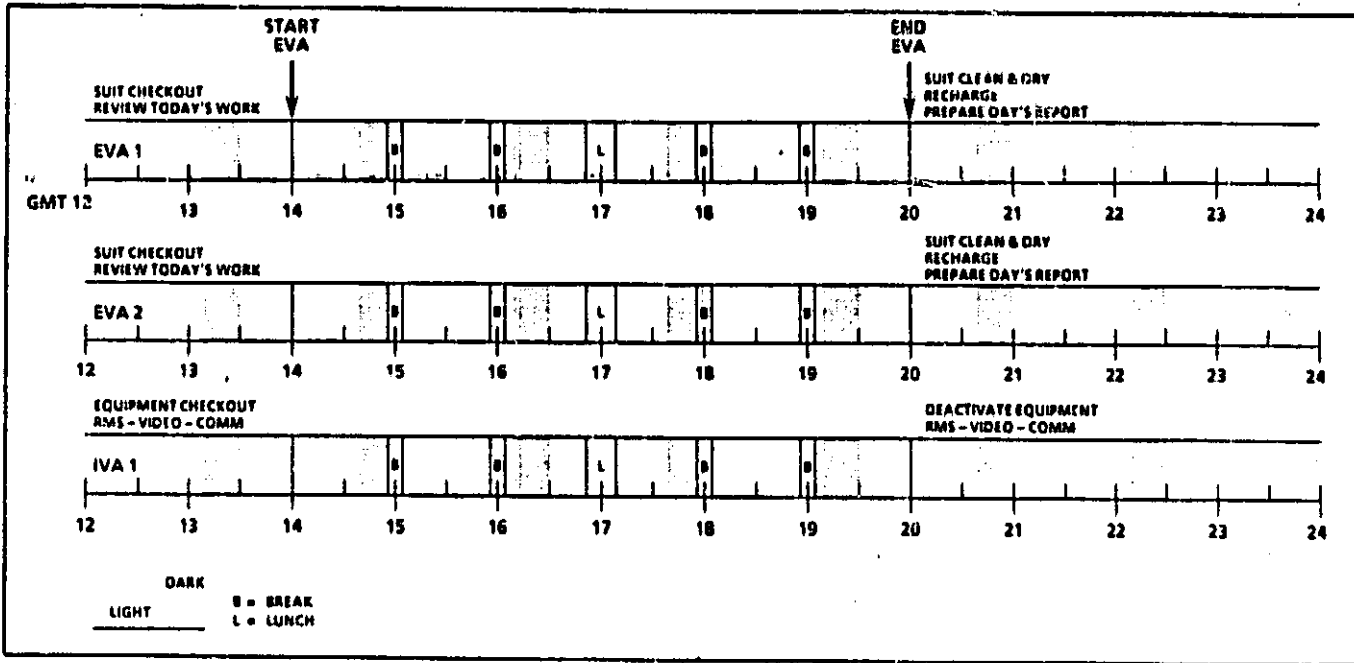 START
EVA
END
EVA
SUIT CHECKOUT
REVIEW TODAY'S WORK
SUIT CLEAN & DRY
RECHARGE
PREPARE DAY'S REPORT
EVA 1
B B L B B
GMT 12 13 14 15 16 17 18 19 20 21 22 23 24
SUIT CHECKOUT
REVIEW TODAY'S WORK
SUIT CLEAN & DRY
RECHARGE
PREPARE DAY'S REPORT
EVA 2
B B L B B
12 13 14 15 16 17 18 19 20 21 22 23 24
EQUIPMENT CHECKOUT
RMS – VIDEO – COMM
DEACTIVATE EQUIPMENT
RMS – VIDEO – COMM
IVA 1
B B L B B
12 13 14 15 16 17 18 19 20 21 22 23 24
DARK
LIGHT
B = BREAK
L = LUNCH